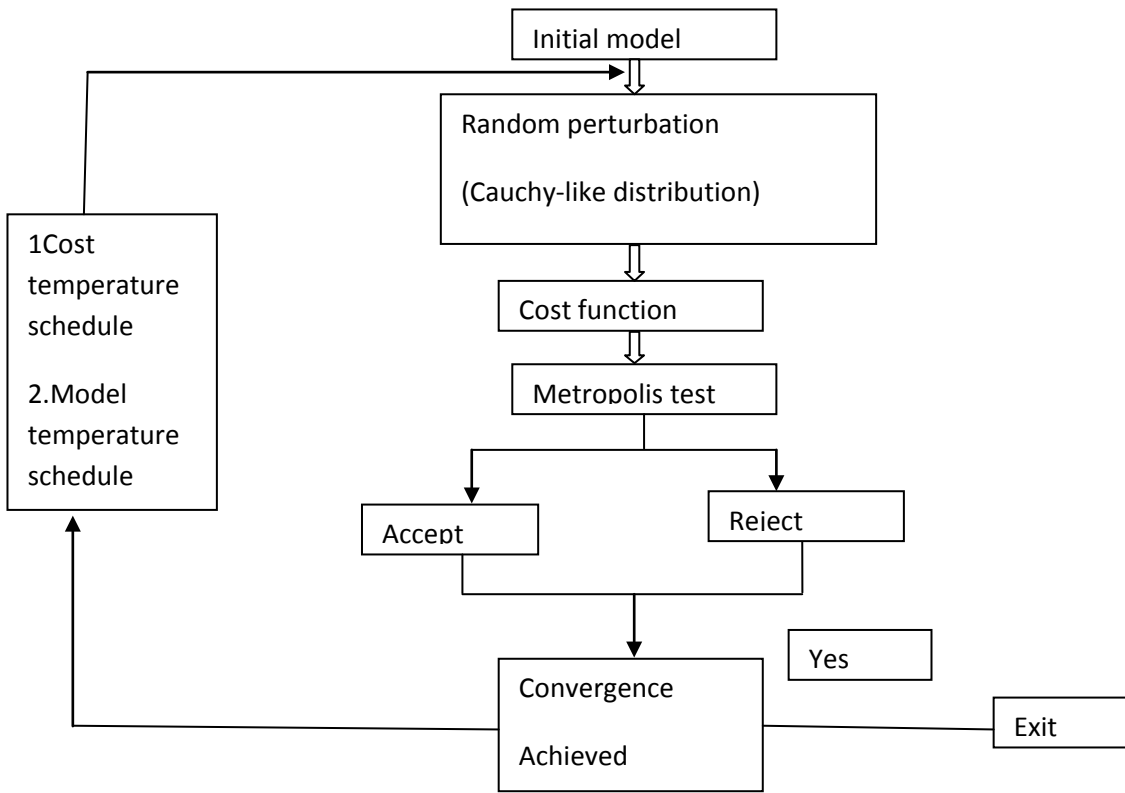 Initial model
Random perturbation
(Cauchy-like distribution)
1Cost
temperature
schedule
2.Model
temperature
schedule
Cost function
Metropolis test
Accept
Reject
Yes
Convergence
Achieved
Exit